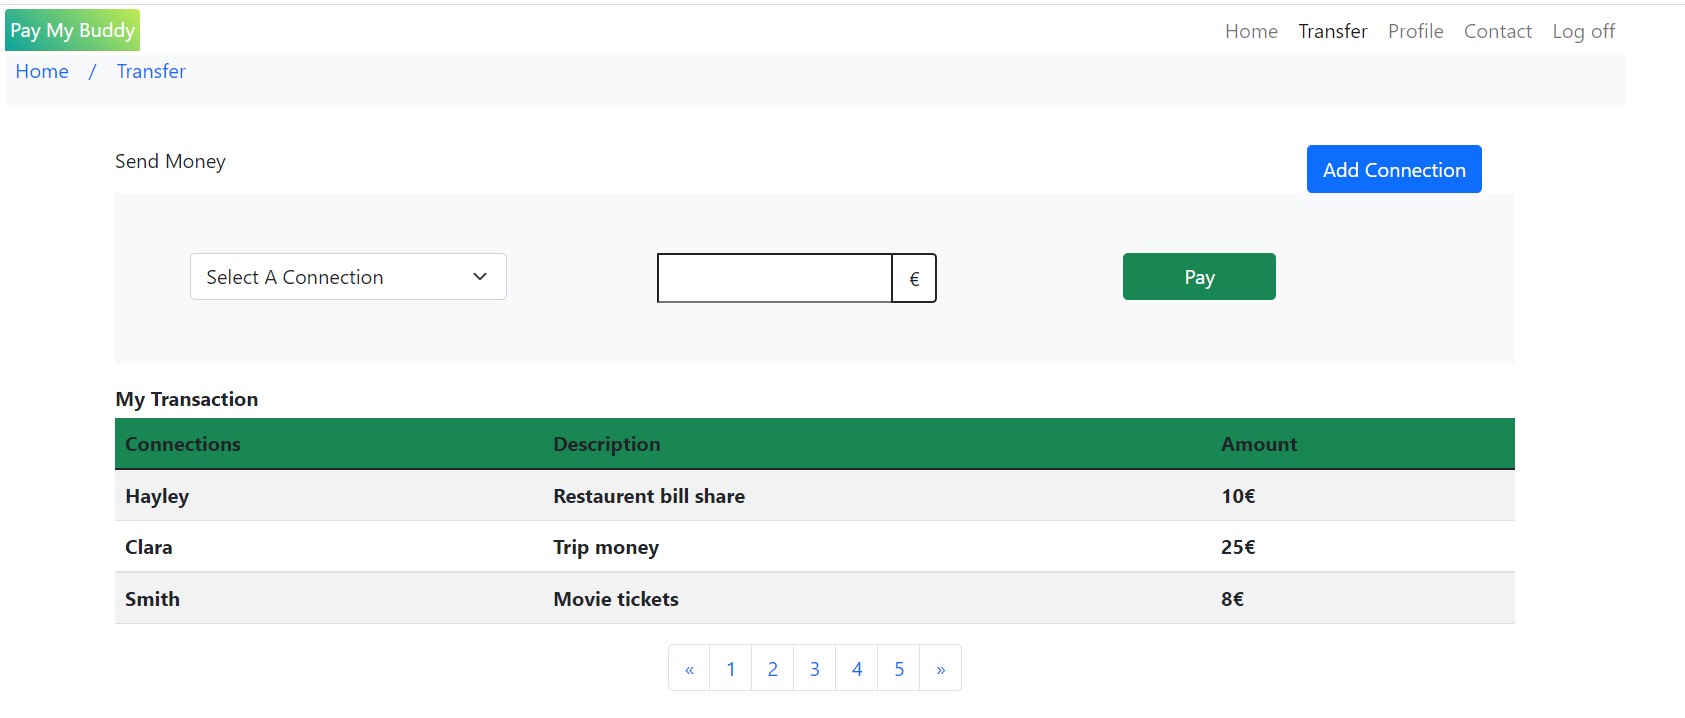 Pay My Buddy Home Transfer Profile Contact Log off
Home / Transfer
Send Money Add Connection
Select A Connection € Pay
My Transaction
Connections Description Amount
Hayley Restaurent bill share 10€
Clara Trip money 25€
Smith Movie tickets 8€
« 1 2 3 4 5 »